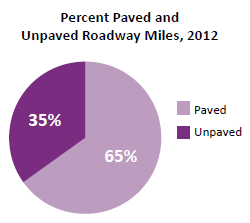 Percent Paved and
Unpaved Roadway Miles, 2012
35%
65%
Paved
Unpaved